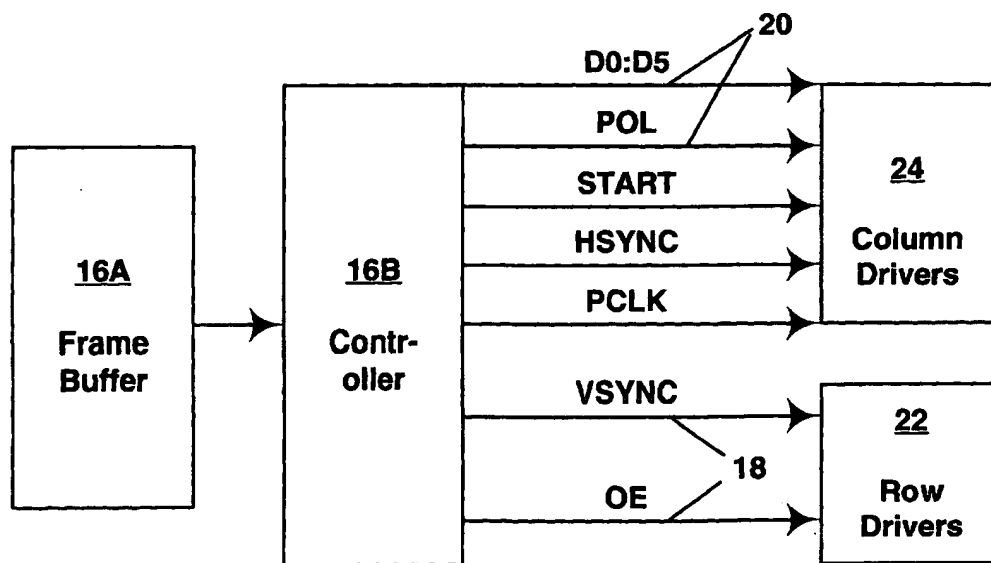 20
D0:D5
POL
START
HSYNC
PCLK
VSYNC
18
OE
16A
Frame
Buffer
16B
Contr-
oller
24
Column
Drivers
22
Row
Drivers